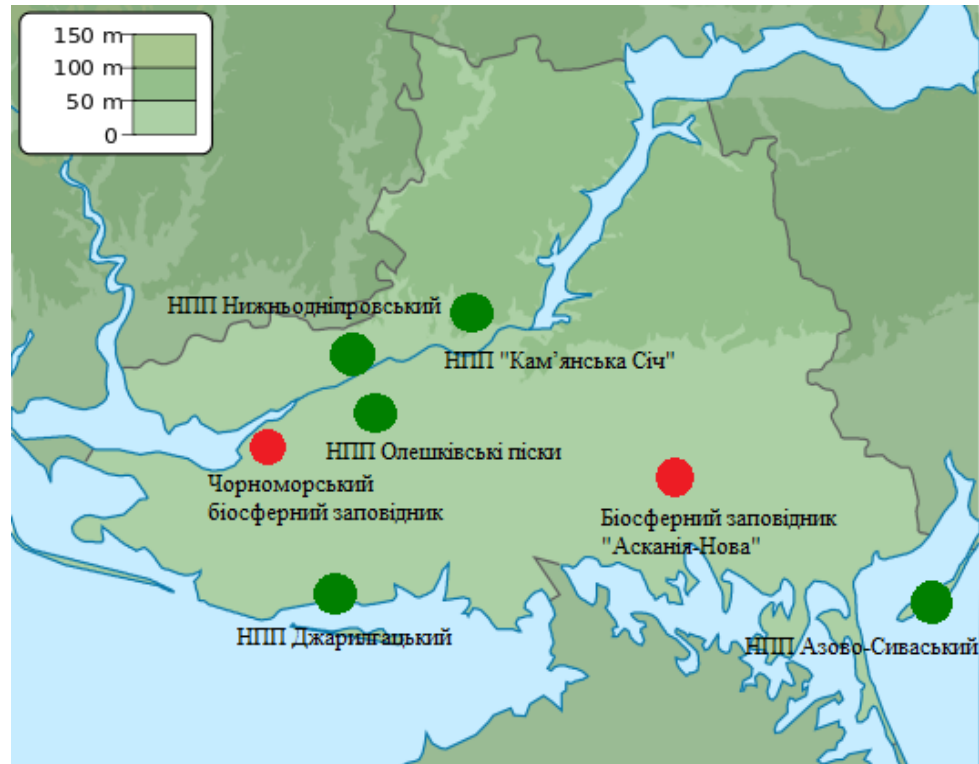 150 m
100 m
50 m
0
НПП Нижньодніпровський
НПП "Кам’янська Січ"
НПП Олешківські піски
Чорноморський
біосферний заповідник
Біосферний заповідник
"Асканія-Нова"
НПП Джарилгацький
НПП Азово-Сиваський